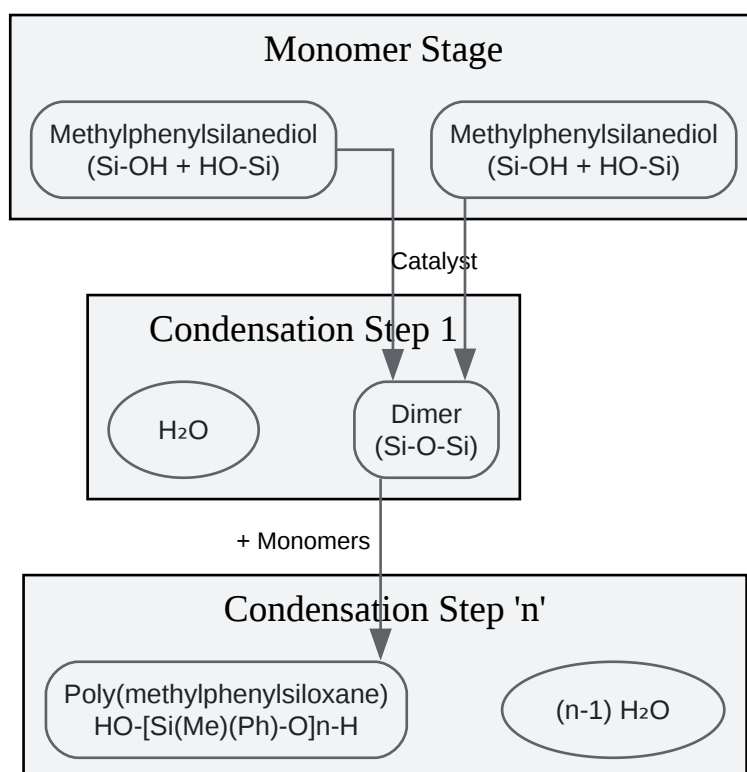 Monomer Stage
Methylphenylsilanediol
(Si-OH + HO-Si)
Methylphenylsilanediol
(Si-OH + HO-Si)
Catalyst
Condensation Step 1
H₂O
Dimer
(Si-O-Si)
+ Monomers
Condensation Step 'n'
Poly(methylphenylsiloxane)
HO-[Si(Me)(Ph)-O]n-H
(n-1) H₂O